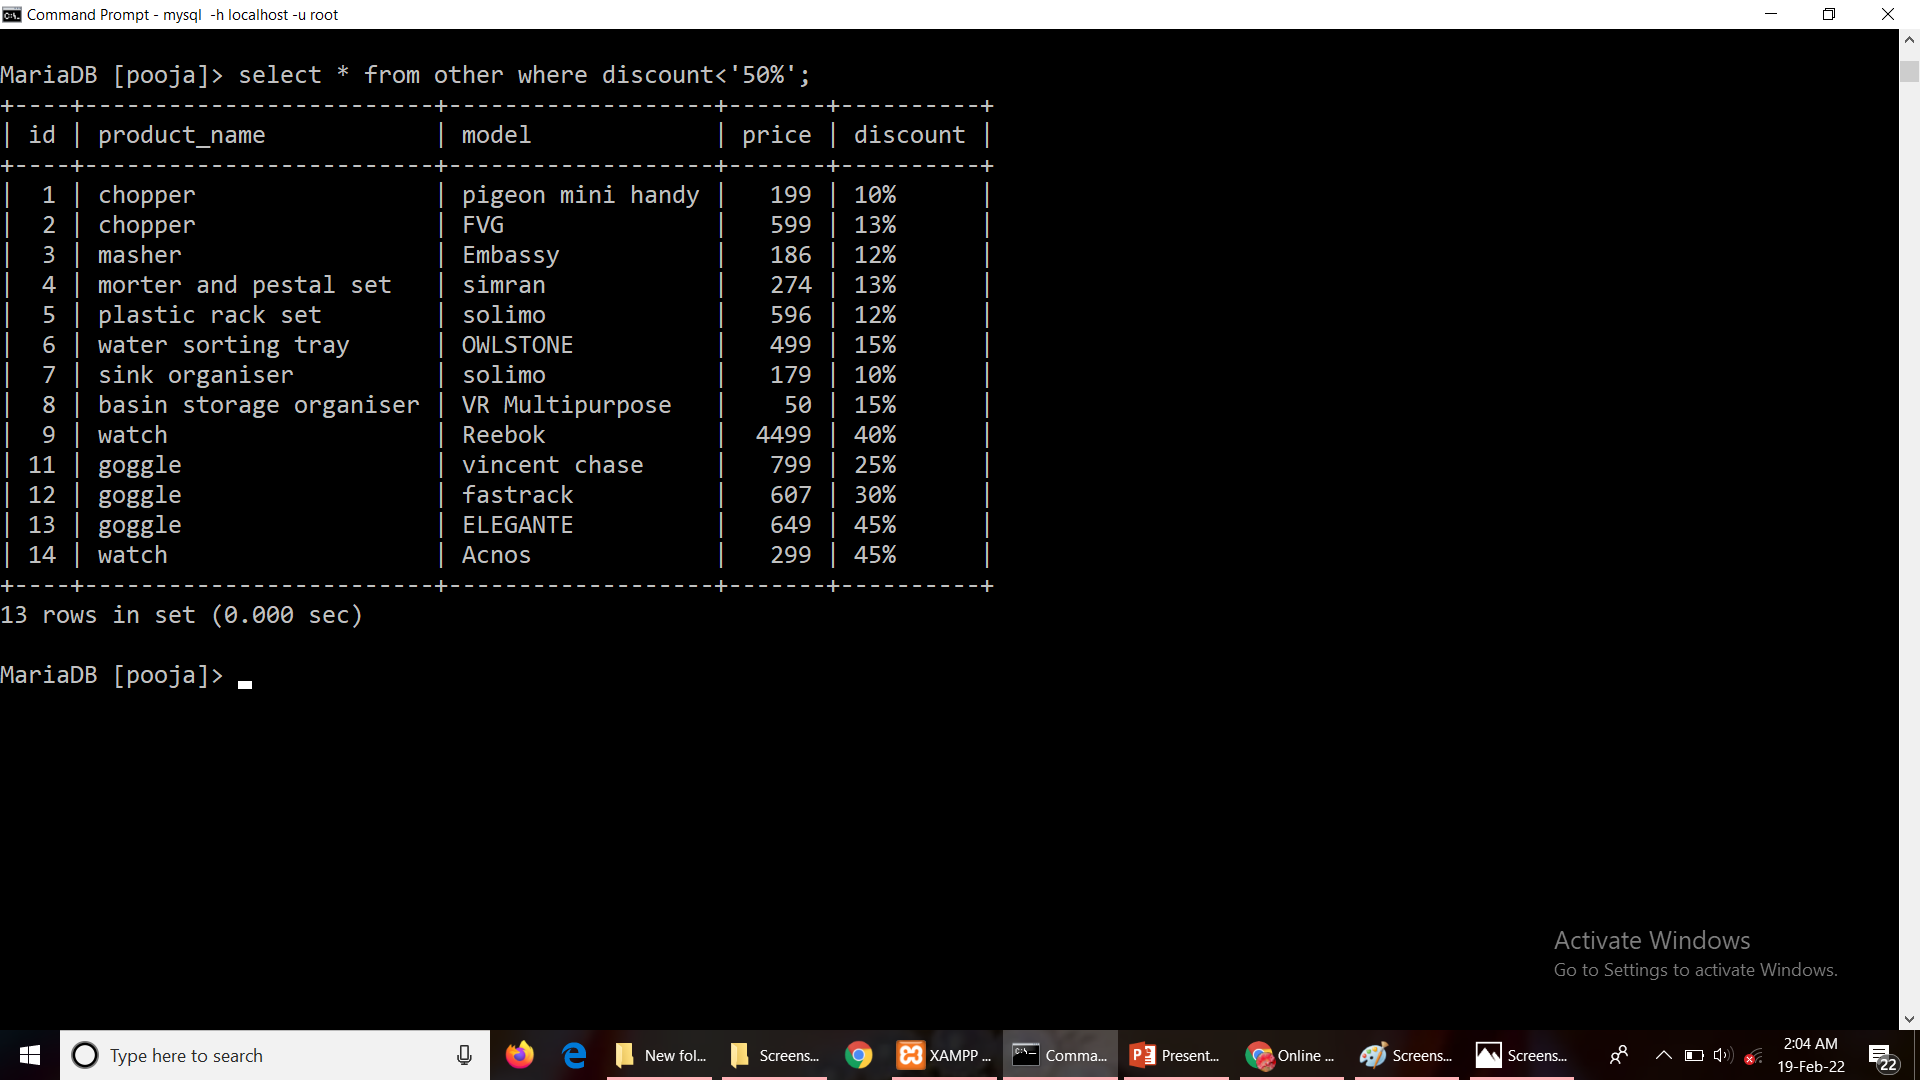 Command Prompt - mysql  -h localhost -u root
MariaDB [pooja]> select * from other where discount<'50%';
+----+-------------------------+-------------------+-------+----------+
| id | product_name            | model             | price | discount |
+----+-------------------------+-------------------+-------+----------+
|  1 | chopper                 | pigeon mini handy |   199 | 10%      |
|  2 | chopper                 | FVG               |   599 | 13%      |
|  3 | masher                  | Embassy           |   186 | 12%      |
|  4 | morter and pestal set   | simran            |   274 | 13%      |
|  5 | plastic rack set        | solimo            |   596 | 12%      |
|  6 | water sorting tray      | OWLSTONE          |   499 | 15%      |
|  7 | sink organiser          | solimo            |   179 | 10%      |
|  8 | basin storage organiser | VR Multipurpose   |    50 | 15%      |
|  9 | watch                   | Reebok            |  4499 | 40%      |
| 11 | goggle                  | vincent chase     |   799 | 25%      |
| 12 | goggle                  | fastrack          |   607 | 30%      |
| 13 | goggle                  | ELEGANTE          |   649 | 45%      |
| 14 | watch                   | Acnos             |   299 | 45%      |
+----+-------------------------+-------------------+-------+----------+
13 rows in set (0.000 sec)
MariaDB [pooja]>
Activate Windows
Go to Settings to activate Windows.
Type here to search
New fol...
Screens...
XAMPP ...
Comma...
Present...
Online ...
Screens...
Screens...
2:04 AM
19-Feb-22
22